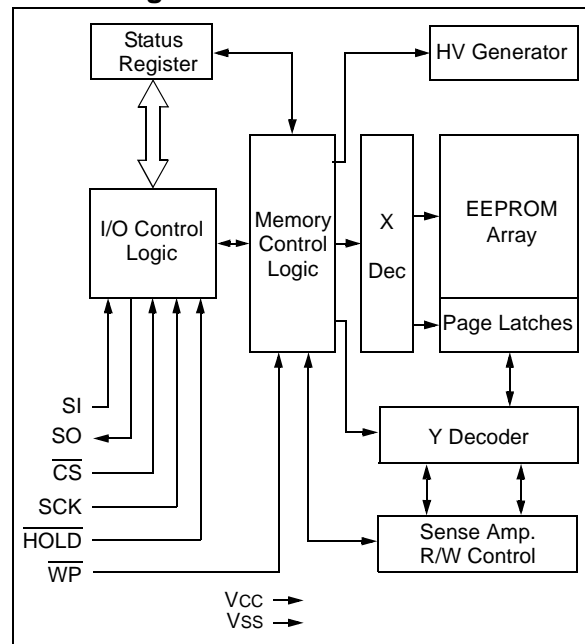 Status
Register
HV Generator
I/O Control
Logic
Memory
Control
Logic
X
Dec
EEPROM
Array
Page Latches
SI
SO
CS
SCK
HOLD
WP
Y Decoder
Sense Amp.
R/W Control
VCC
VSS